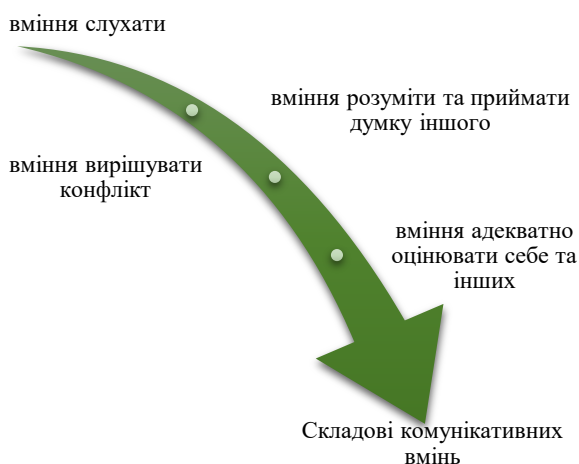 вміння слухати
вміння розуміти та приймати
думку іншого
вміння вирішувати
конфлікт
вміння адекватно
оцінювати себе та
інших
Складові комунікативних
вмінь